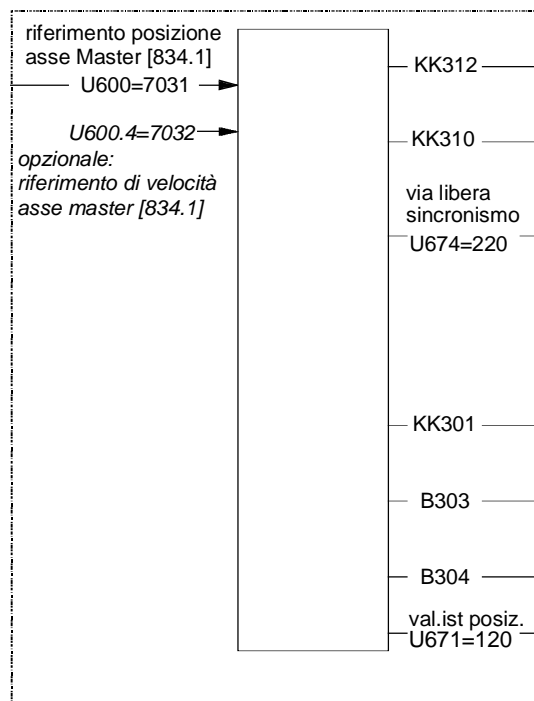 riferimento posizione
asse Master [834.1]
U600=7031
U600.4=7032
opzionale:
riferimento di velocità
asse master [834.1]
KK312
KK310
via libera
sincronismo
U674=220
KK301
B303
B304
val.ist posiz.
U671=120